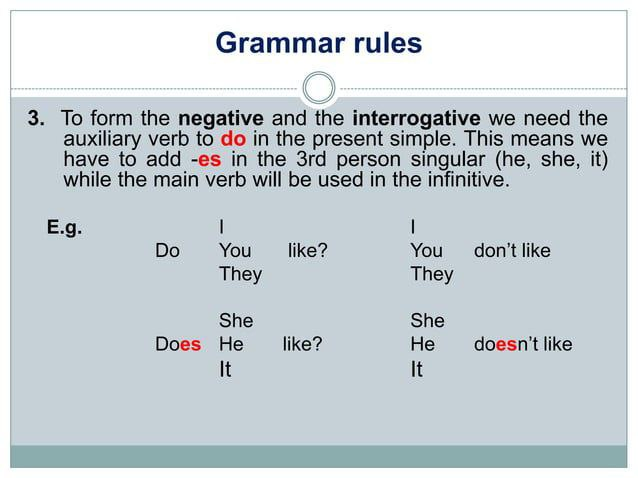 Grammar rules
3. To form the negative and the interrogative we need the
auxiliary verb to do in the present simple. This means we
have to add -es in the 3rd person singular (he, she, it)
while the main verb will be used in the infinitive.
E.g. I I
Do You like? You don’t like
They They
She She
Does He like? He doesn’t like
It It